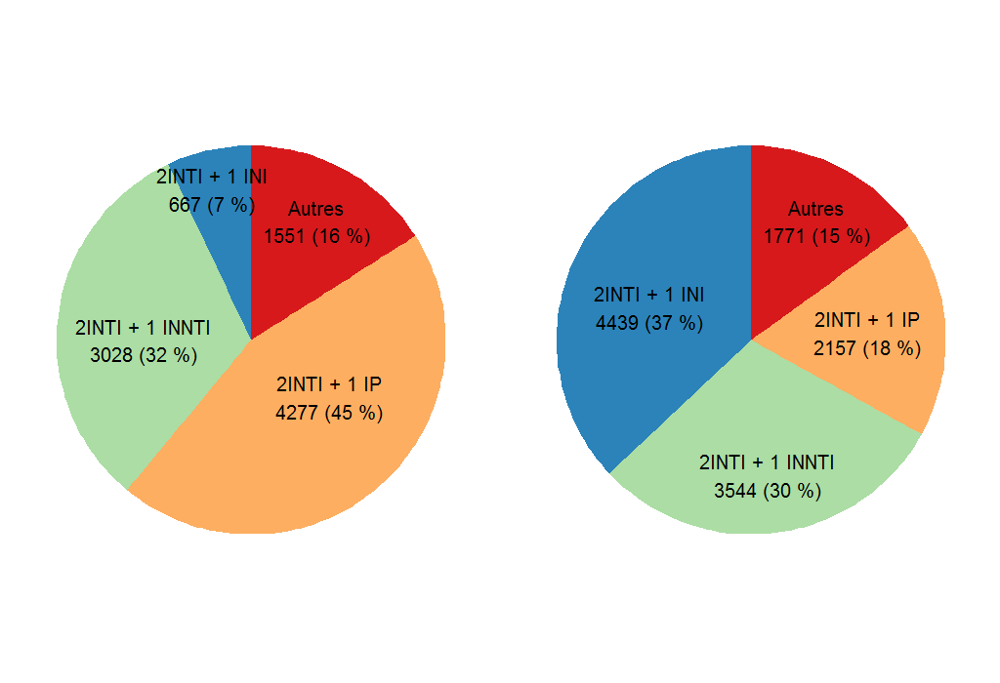 2INTI + 1 INI
667 (7 %)
Autres
1551 (16 %)
2INTI + 1 INNTI
3028 (32 %)
2INTI + 1 IP
4277 (45 %)
Autres
1771 (15 %)
2INTI + 1 INI
4439 (37 %)
2INTI + 1 IP
2157 (18 %)
2INTI + 1 INNTI
3544 (30 %)